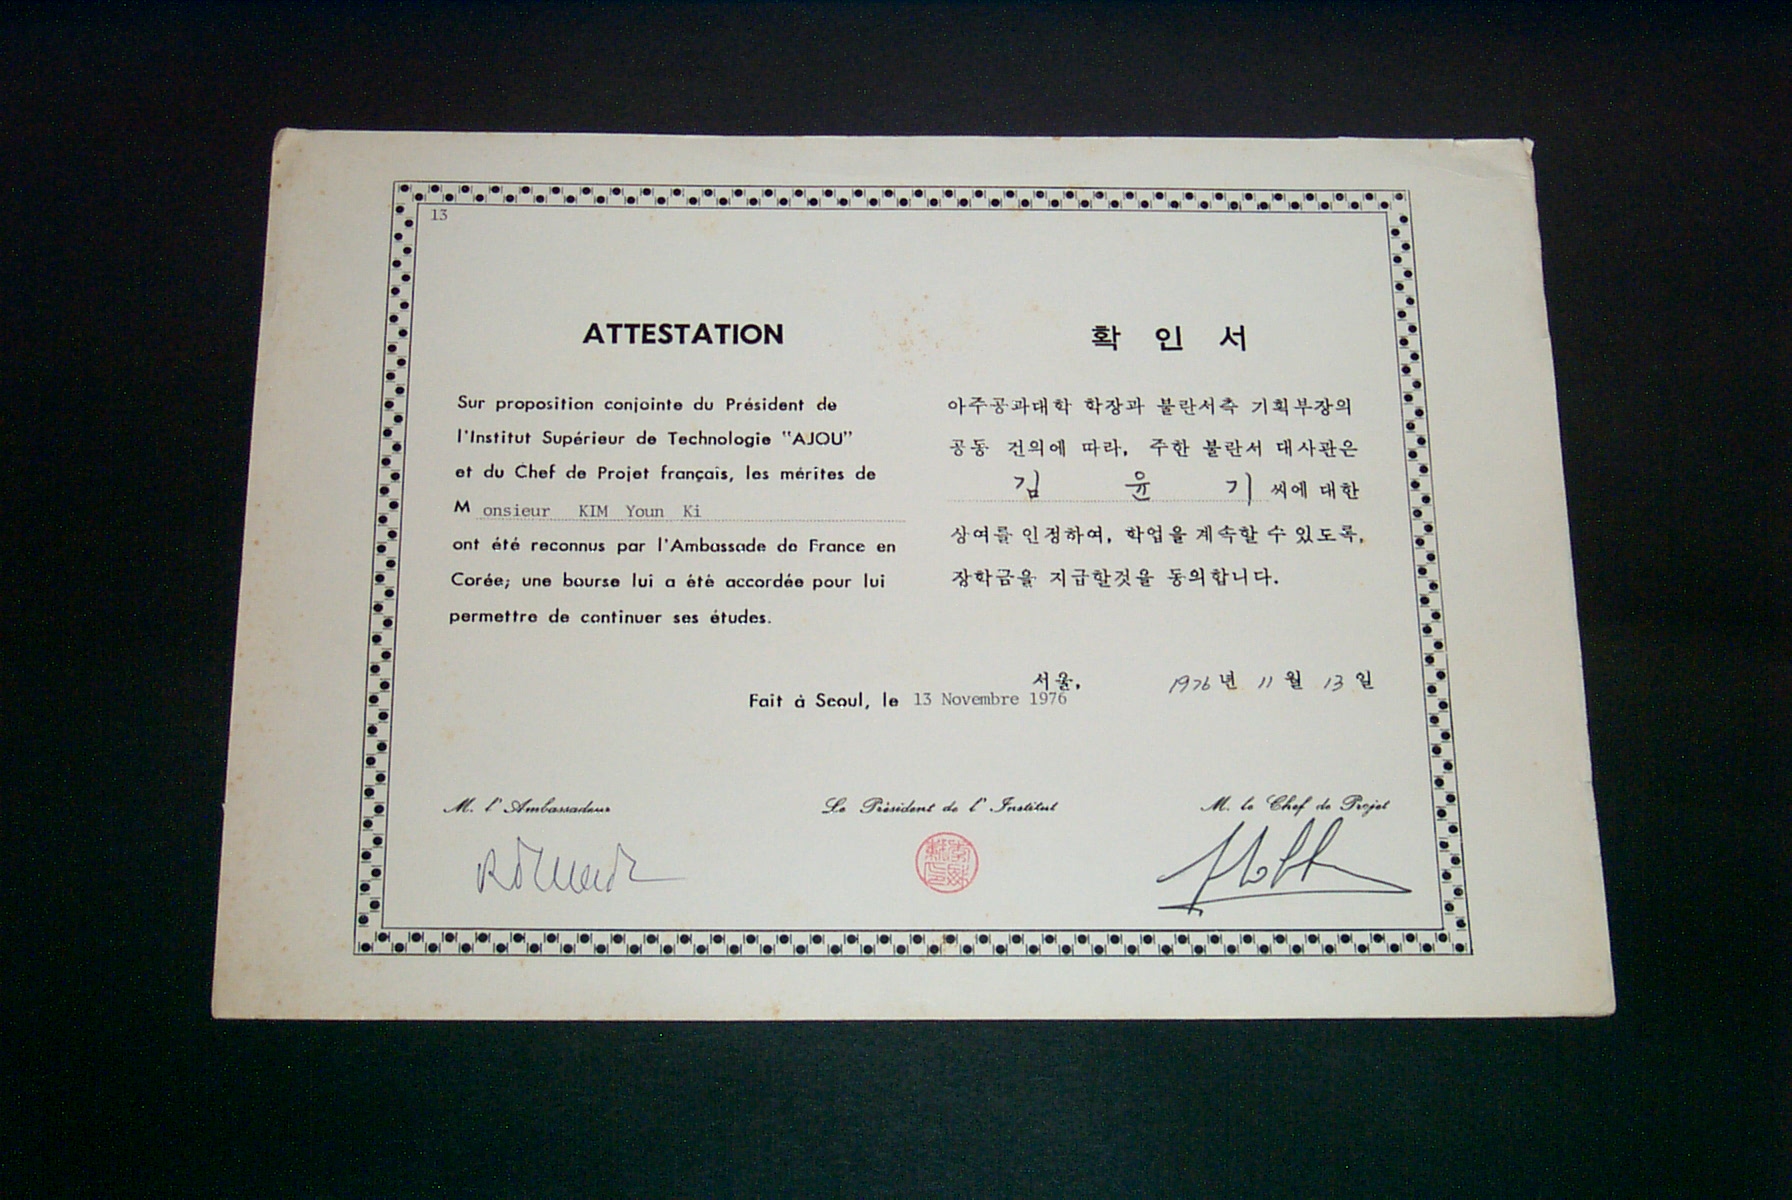 13
ATTESTATION
Sur proposition conjointe du Président de
l'Institut Supérieur de Technologie "AJOU"
et du Chef de Projet français, les mérites de
Monsieur KIM Youn Ki
ont été reconnus par l'Ambassade de France en
Corée; une bourse lui a été accordée pour lui
permettre de continuer ses études.
Fait à Seoul, le 13 Novembre 1976
확 인 서
아주공과대학 학장과 불란서측 기획부장의
공동 건의에 따라, 주한 불란서 대사관은
김 윤 기 씨에 대한
상여를 인정하여, 학업을 계속할 수 있도록,
장학금을 지급할것을 동의합니다.
서울, 1976년 11월 13일
M. l'Ambassadeur
Le Président de l'Institut
M. le Chef de Projet